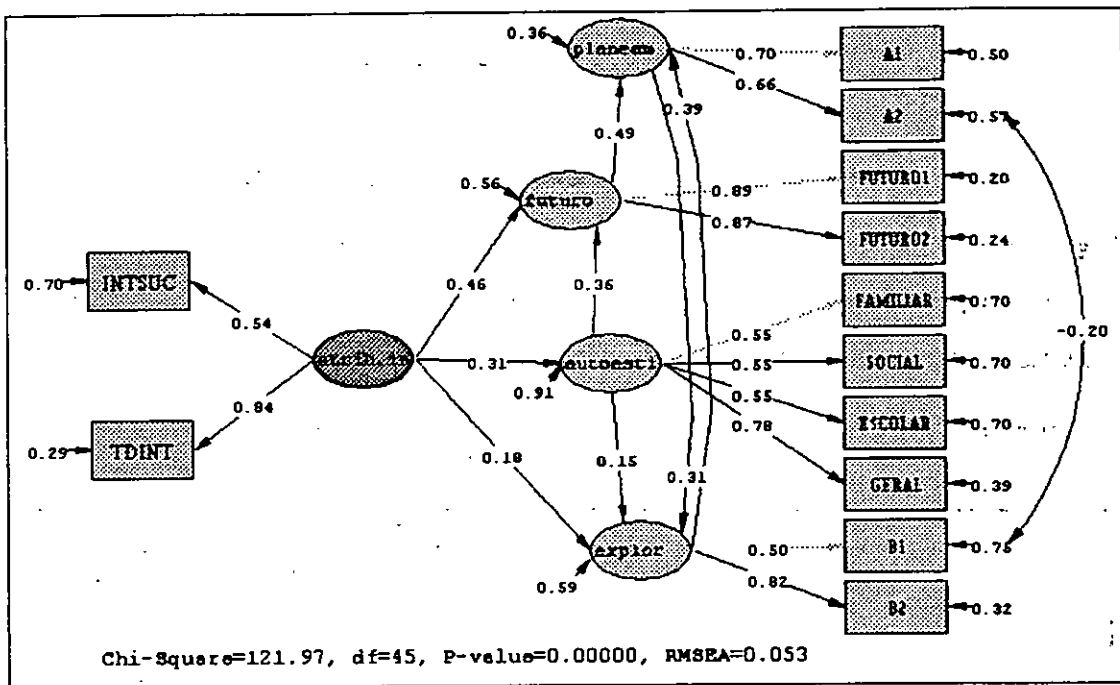 0.36
planeam
0.70
A1
0.50
0.66
0.39
A2
0.57
0.49
0.56
futuro
0.89
FUTURO1
0.20
0.87
FUTURO2
0.24
0.70
INTSUC
0.46
0.36
FAMILIAR
0.70
0.54
0.55
-0.20
0.31
autoesti
0.55
SOCIAL
0.70
0.91
0.55
ESCOLAR
0.70
0.84
0.78
0.29
TDINT
0.18
0.15
0.31
GERAL
0.39
explor
0.50
B1
0.75
0.59
0.82
B2
0.32
Chi-Square=121.97, df=45, P-value=0.00000, RMSEA=0.053